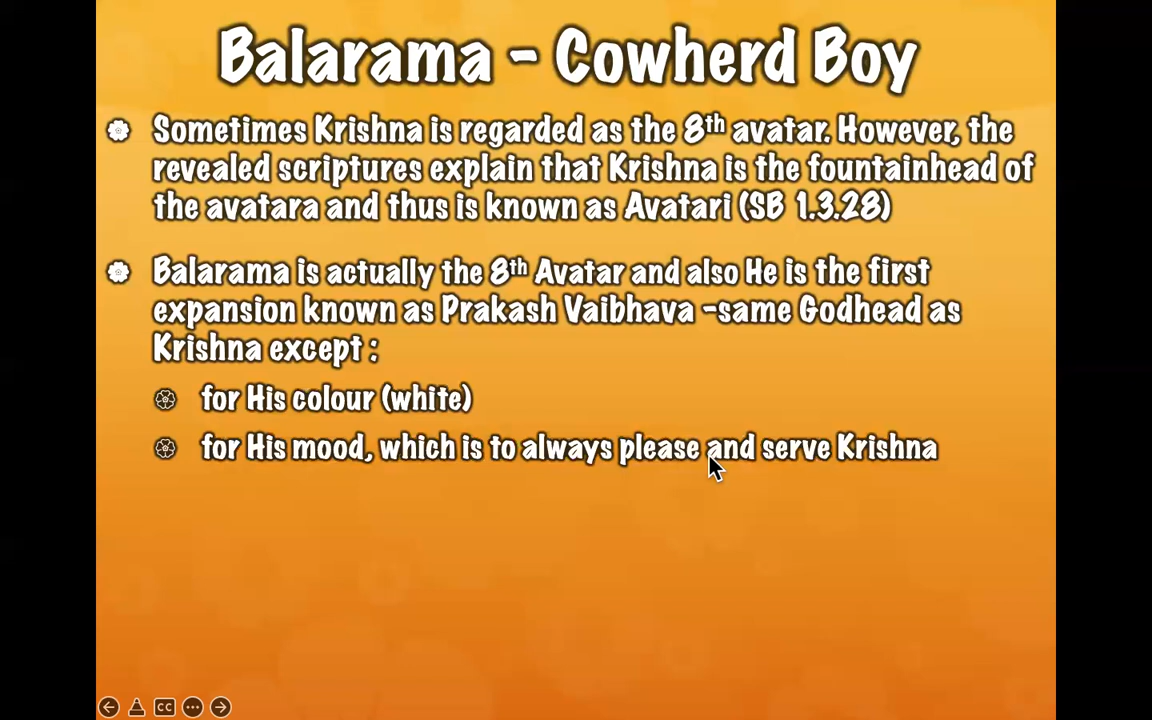 Balarama - Cowherd Boy
Sometimes Krishna is regarded as the 8th avatar. However, the
revealed scriptures explain that Krishna is the fountainhead of
the avatara and thus is known as Avatari (SB 1.3.28)
Balarama is actually the 8th Avatar and also He is the first
expansion known as Prakash Vaibhava -same Godhead as
Krishna except :
for His colour (white)
for His mood, which is to always please and serve Krishna
CC